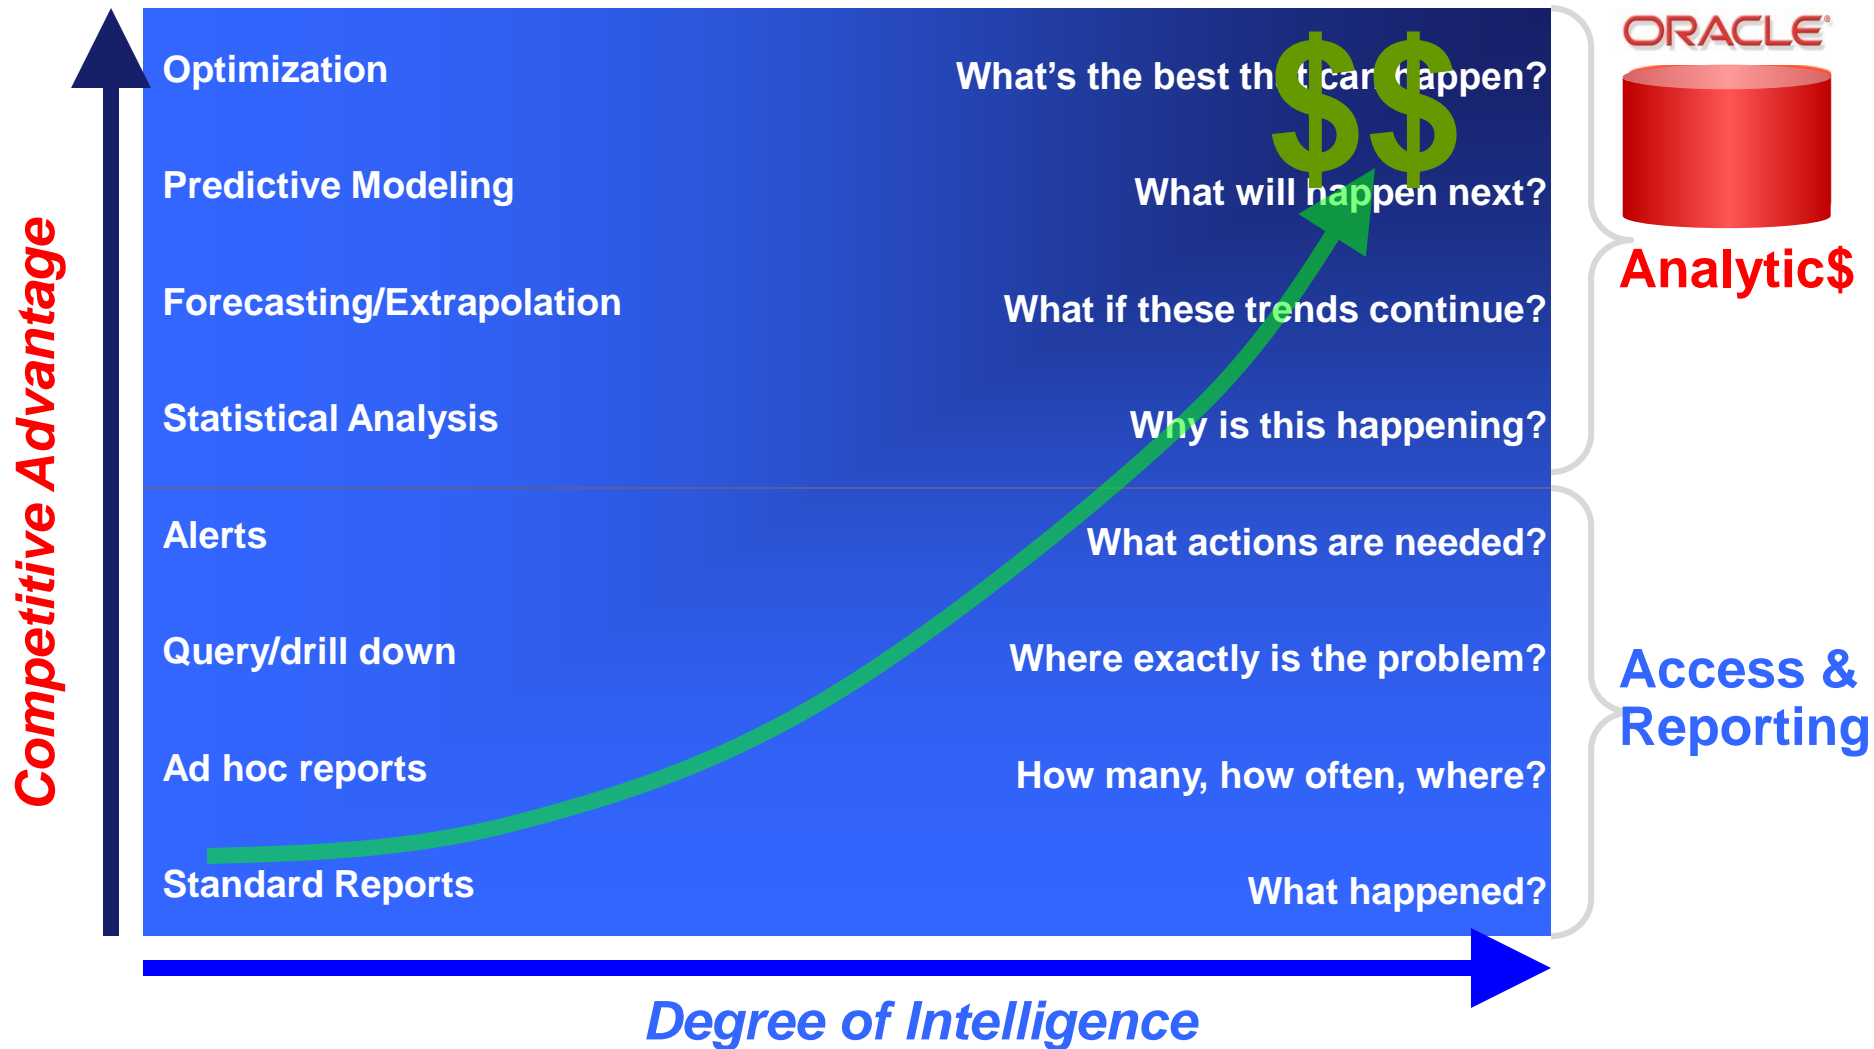 ORACLE®
Optimization
What's the best that can happen?
$$
Predictive Modeling
What will happen next?
Analytic$
Forecasting/Extrapolation
What if these trends continue?
Statistical Analysis
Why is this happening?
Alerts
What actions are needed?
Query/drill down
Where exactly is the problem?
Access &
Reporting
Ad hoc reports
How many, how often, where?
Standard Reports
What happened?
Competitive Advantage
Degree of Intelligence